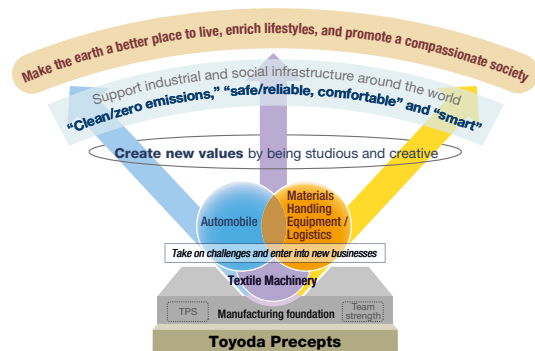 Make the earth a better place to live, enrich lifestyles, and promote a compassionate society
Support industrial and social infrastructure around the world
“Clean/zero emissions,” “safe/reliable, comfortable” and “smart”
Create new values by being studious and creative
Automobile
Materials
Handling
Equipment /
Logistics
Take on challenges and enter into new businesses
Textile Machinery
TPS
Manufacturing foundation
Team
strength
Toyoda Precepts